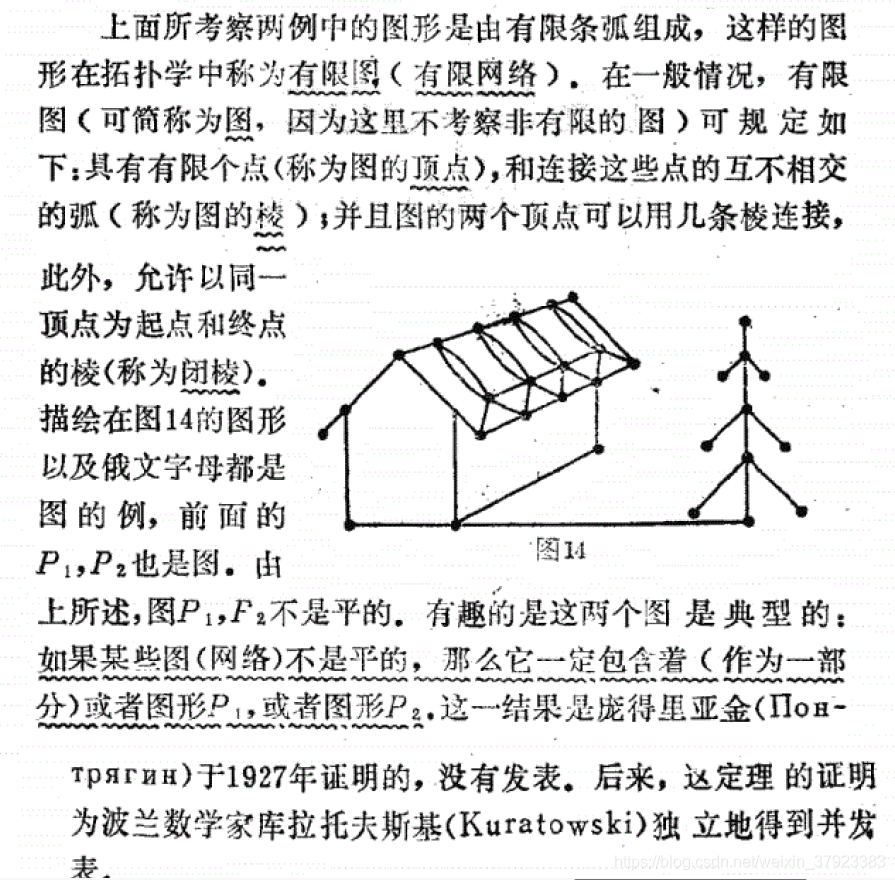 上面所考察两例中的图形是由有限条弧组成，这样的图
形在拓扑学中称为有限图（有限网络）．在一般情况，有限
图（可简称为图，因为这里不考察非有限的图）可规定如
下：具有有限个点（称为图的顶点），和连接这些点的互不相交
的弧（称为图的棱）；并且图的两个顶点可以用几条棱连接，
此外，允许以同一
顶点为起点和终点
的棱（称为闭棱）．
描绘在图14的图形
以及俄文字母都是
图的例，前面的
P₁，P₂也是图．由
图14
上所述，图P₁，P₂不是平的．有趣的是这两个图是典型的：
如果某些图（网络）不是平的，那么它一定包含着（作为一部
分）或者图形P₁，或者图形P₂．这一结果是庞得里亚金（Пон-
трягин）于1927年证明的，没有发表．后来，这定理的证明
为波兰数学家库拉托夫斯基（Kuratowski）独立地得到并发
表．
https://blog.csdn.net/weixin_37923383